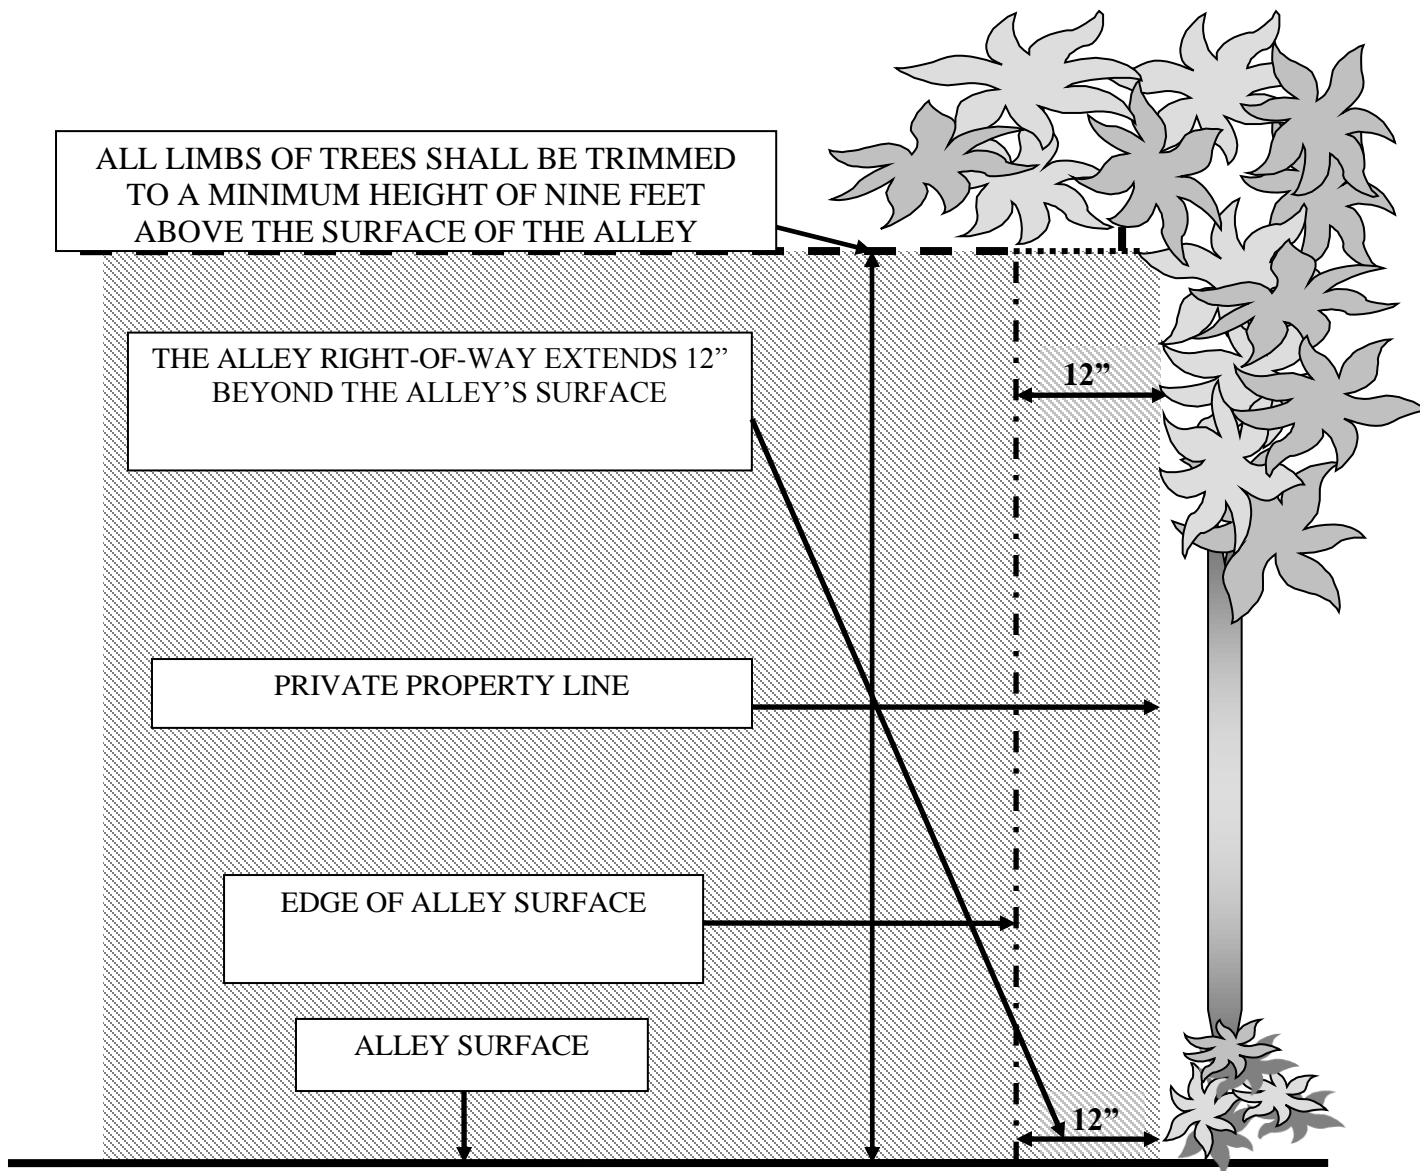 ALL LIMBS OF TREES SHALL BE TRIMMED
TO A MINIMUM HEIGHT OF NINE FEET
ABOVE THE SURFACE OF THE ALLEY
THE ALLEY RIGHT-OF-WAY EXTENDS 12”
BEYOND THE ALLEY’S SURFACE
12”
PRIVATE PROPERTY LINE
EDGE OF ALLEY SURFACE
ALLEY SURFACE
12”